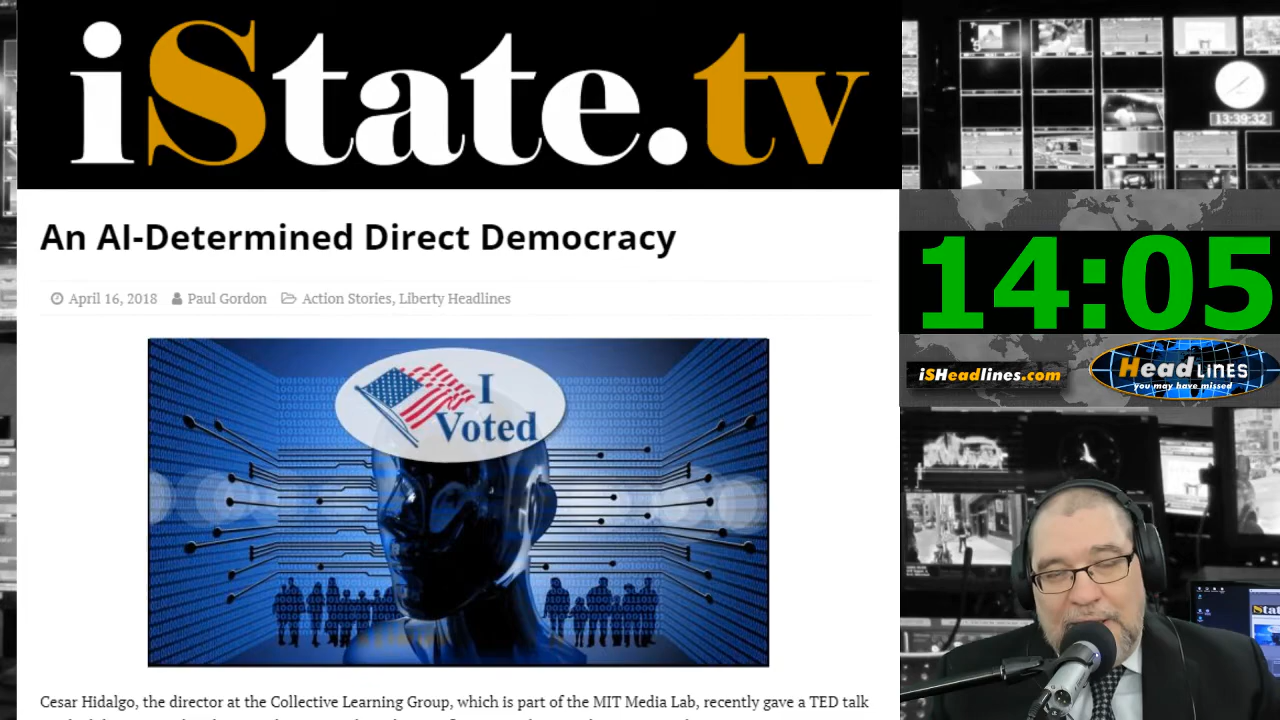 iState.tv
13:39:32
An AI-Determined Direct Democracy
April 16, 2018 Paul Gordon Action Stories, Liberty Headlines
14:05
iSHeadlines.com
HeadLINES
you may have missed
I
Voted
Cesar Hidalgo, the director at the Collective Learning Group, which is part of the MIT Media Lab, recently gave a TED talk